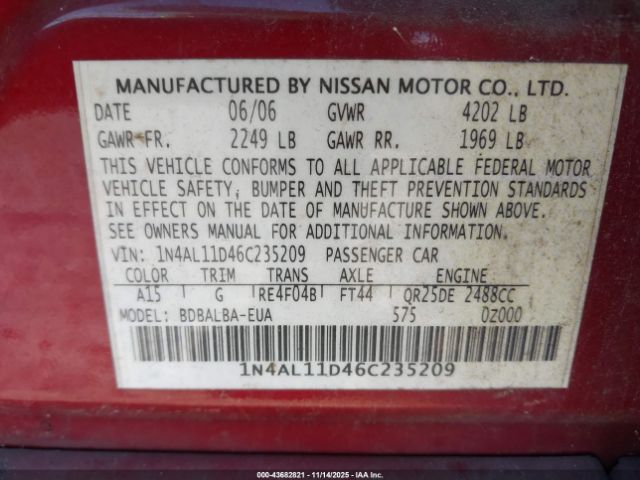 MANUFACTURED BY NISSAN MOTOR CO., LTD.
DATE 06/06 GVWR 4202 LB
GAWR FR. 2249 LB GAWR RR. 1969 LB
THIS VEHICLE CONFORMS TO ALL APPLICABLE FEDERAL MOTOR
VEHICLE SAFETY, BUMPER AND THEFT PREVENTION STANDARDS
IN EFFECT ON THE DATE OF MANUFACTURE SHOWN ABOVE.
SEE OWNERS MANUAL FOR ADDITIONAL INFORMATION.
VIN: 1N4AL11D46C235209 PASSENGER CAR
COLOR TRIM TRANS AXLE ENGINE
A15 G RE4F04B FT44 QR25DE 2488CC
MODEL: BDBALBA-EUA 575 0Z000
1N4AL11D46C235209
000-43682821 - 11/14/2025 - IAAI.COM